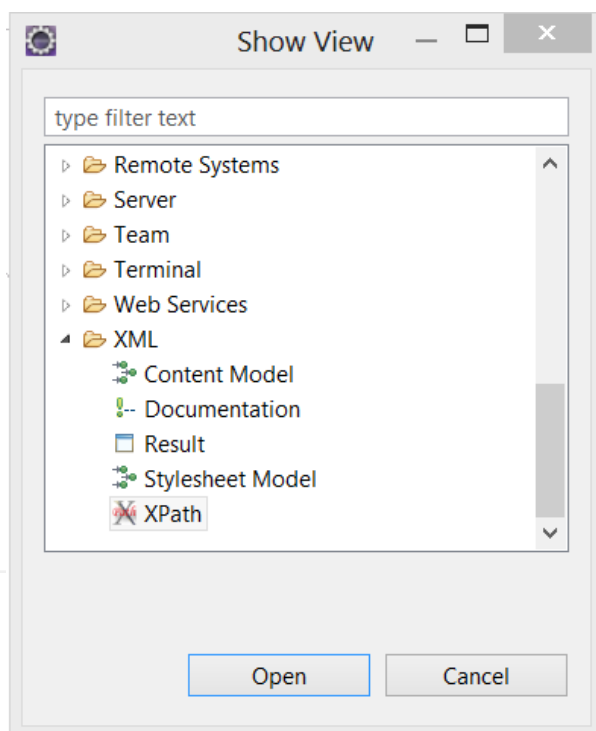 Show View
type filter text
Remote Systems
Server
Team
Terminal
Web Services
XML
Content Model
Documentation
Result
Stylesheet Model
XPath
Open
Cancel